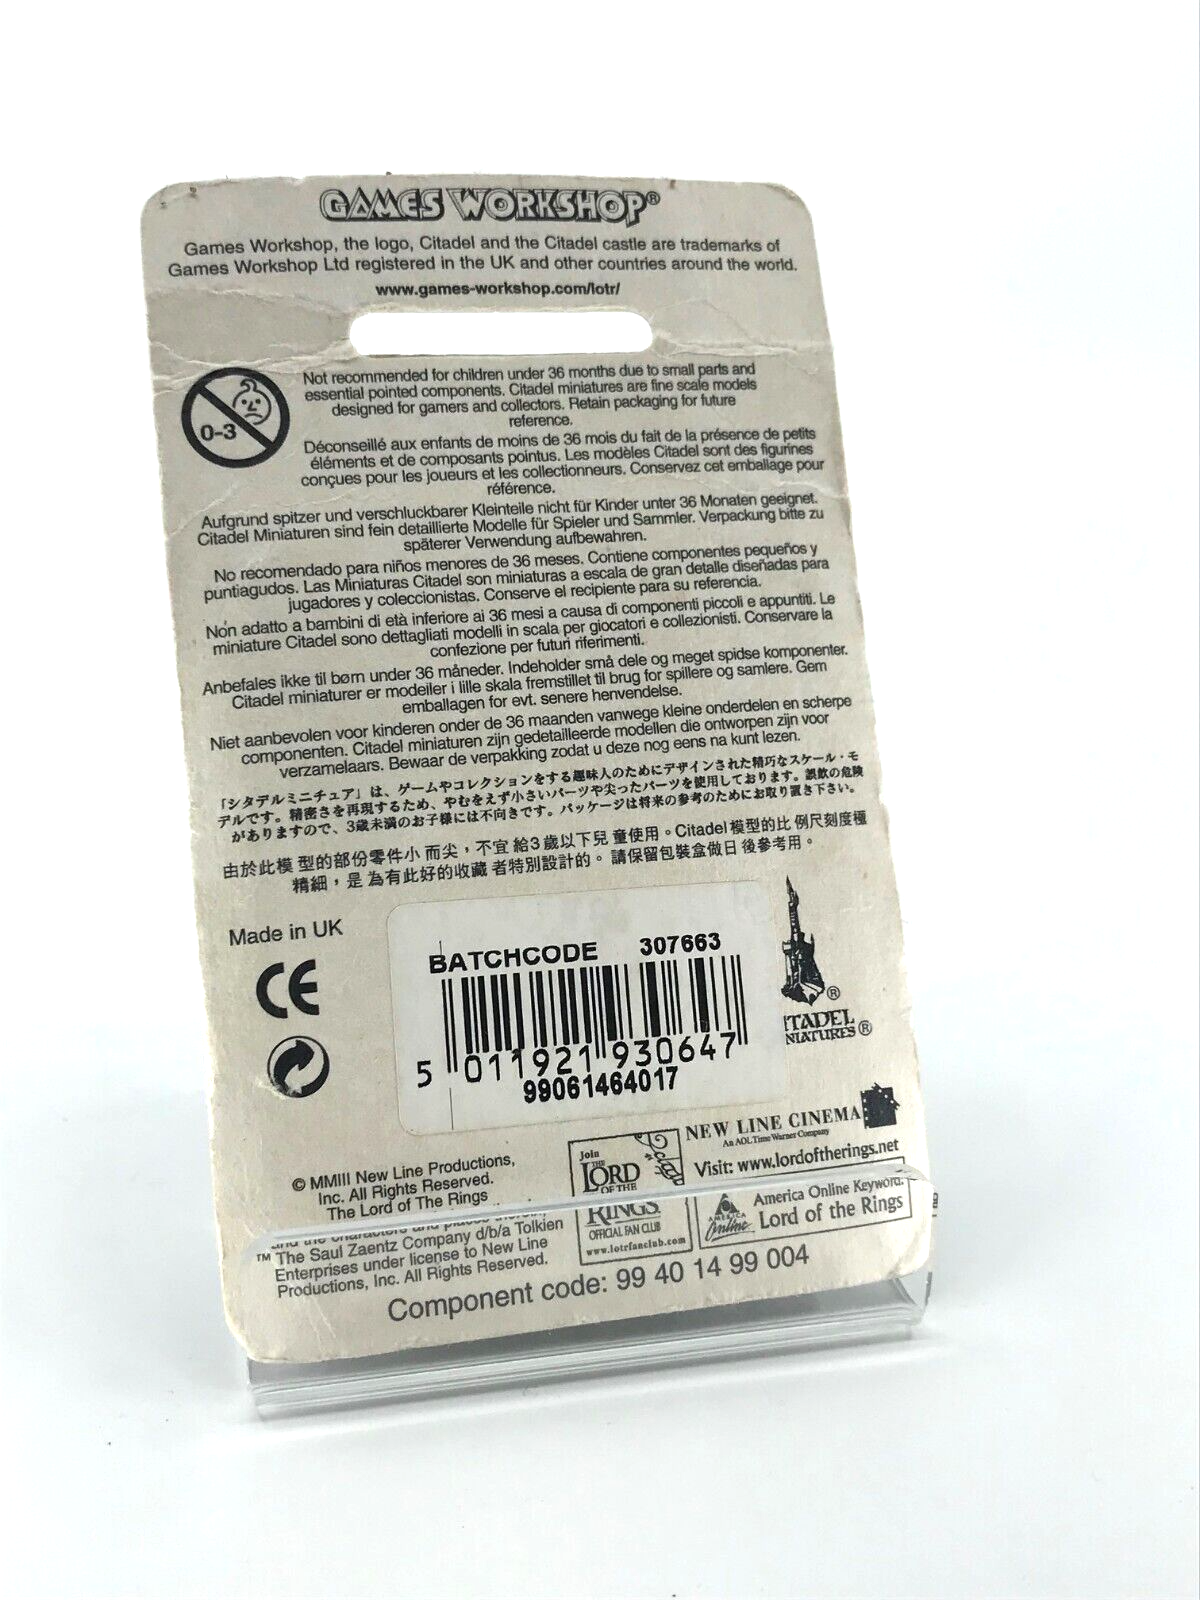 GAMES WORKSHOP®
Games Workshop, the logo, Citadel and the Citadel castle are trademarks of
Games Workshop Ltd registered in the UK and other countries around the world.
www.games-workshop.com/lotr/
0-3
Not recommended for children under 36 months due to small parts and
essential pointed components. Citadel miniatures are fine scale models
designed for gamers and collectors. Retain packaging for future
reference.
Déconseillé aux enfants de moins de 36 mois du fait de la présence de petits
éléments et de composants pointus. Les modèles Citadel sont des figurines
conçues pour les joueurs et les collectionneurs. Conservez cet emballage pour
référence.
Aufgrund spitzer und verschluckbarer Kleinteile nicht für Kinder unter 36 Monaten geeignet.
Citadel Miniaturen sind fein detaillierte Modelle für Spieler und Sammler. Verpackung bitte zu
späterer Verwendung aufbewahren.
No recomendado para niños menores de 36 meses. Contiene componentes pequeños y
puntiagudos. Las Miniaturas Citadel son miniaturas a escala de gran detalle diseñadas para
jugadores y coleccionistas. Conserve el recipiente para su referencia.
Non adatto a bambini di età inferiore ai 36 mesi a causa di componenti piccoli e appuntiti. Le
miniature Citadel sono dettagliati modelli in scala per giocatori e collezionisti. Conservare la
confezione per futuri riferimenti.
Anbefales ikke til børn under 36 måneder. Indeholder små dele og meget spidse komponenter.
Citadel miniaturer er modeller i lille skala fremstillet til brug for spillere og samlere. Gem
emballagen for evt. senere henvendelse.
Niet aanbevolen voor kinderen onder de 36 maanden vanwege kleine onderdelen en scherpe
componenten. Citadel miniaturen zijn gedetailleerde modellen die ontworpen zijn voor
verzamelaars. Bewaar de verpakking zodat u deze nog eens na kunt lezen.
「シタデルミニチュア」は、ゲームやコレクションをする趣味人のためにデザインされた精巧なスケール・モ
デルです。精密さを再現するため、やむをえず小さいパーツや尖ったパーツを使用しております。誤飲の危険
がありますので、3歳未満のお子様には不向きです。パッケージは将来の参考のためにお取り置き下さい。
由於此模型的部份零件小而尖，不宜給3歲以下兒童使用。Citadel模型的比例尺刻度極
精細，是為有此好的收藏者特別設計的。請保留包裝盒做日後參考用。
Made in UK
CE
BATCHCODE 307663
5 011921 930647
99061464017
®
ITADEL
NIATURES®
NEW LINE CINEMA
An AOL Time Warner Company
Visit: www.lordoftherings.net
© MMIII New Line Productions,
Inc. All Rights Reserved.
The Lord of The Rings
and the characters and places therein,
™ The Saul Zaentz Company d/b/a Tolkien
Enterprises under license to New Line
Productions, Inc. All Rights Reserved.
Join
THE
LORD
OF THE
RINGS
OFFICIAL FAN CLUB
www.lotrfanclub.com
AMERICA
Online
America Online Keyword:
Lord of the Rings
Component code: 99 40 14 99 004